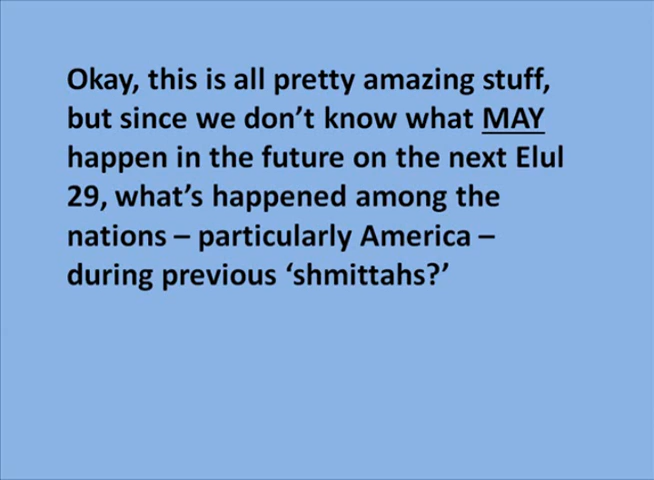 Okay, this is all pretty amazing stuff,
but since we don’t know what MAY
happen in the future on the next Elul
29, what’s happened among the
nations – particularly America –
during previous ‘shmittahs?’